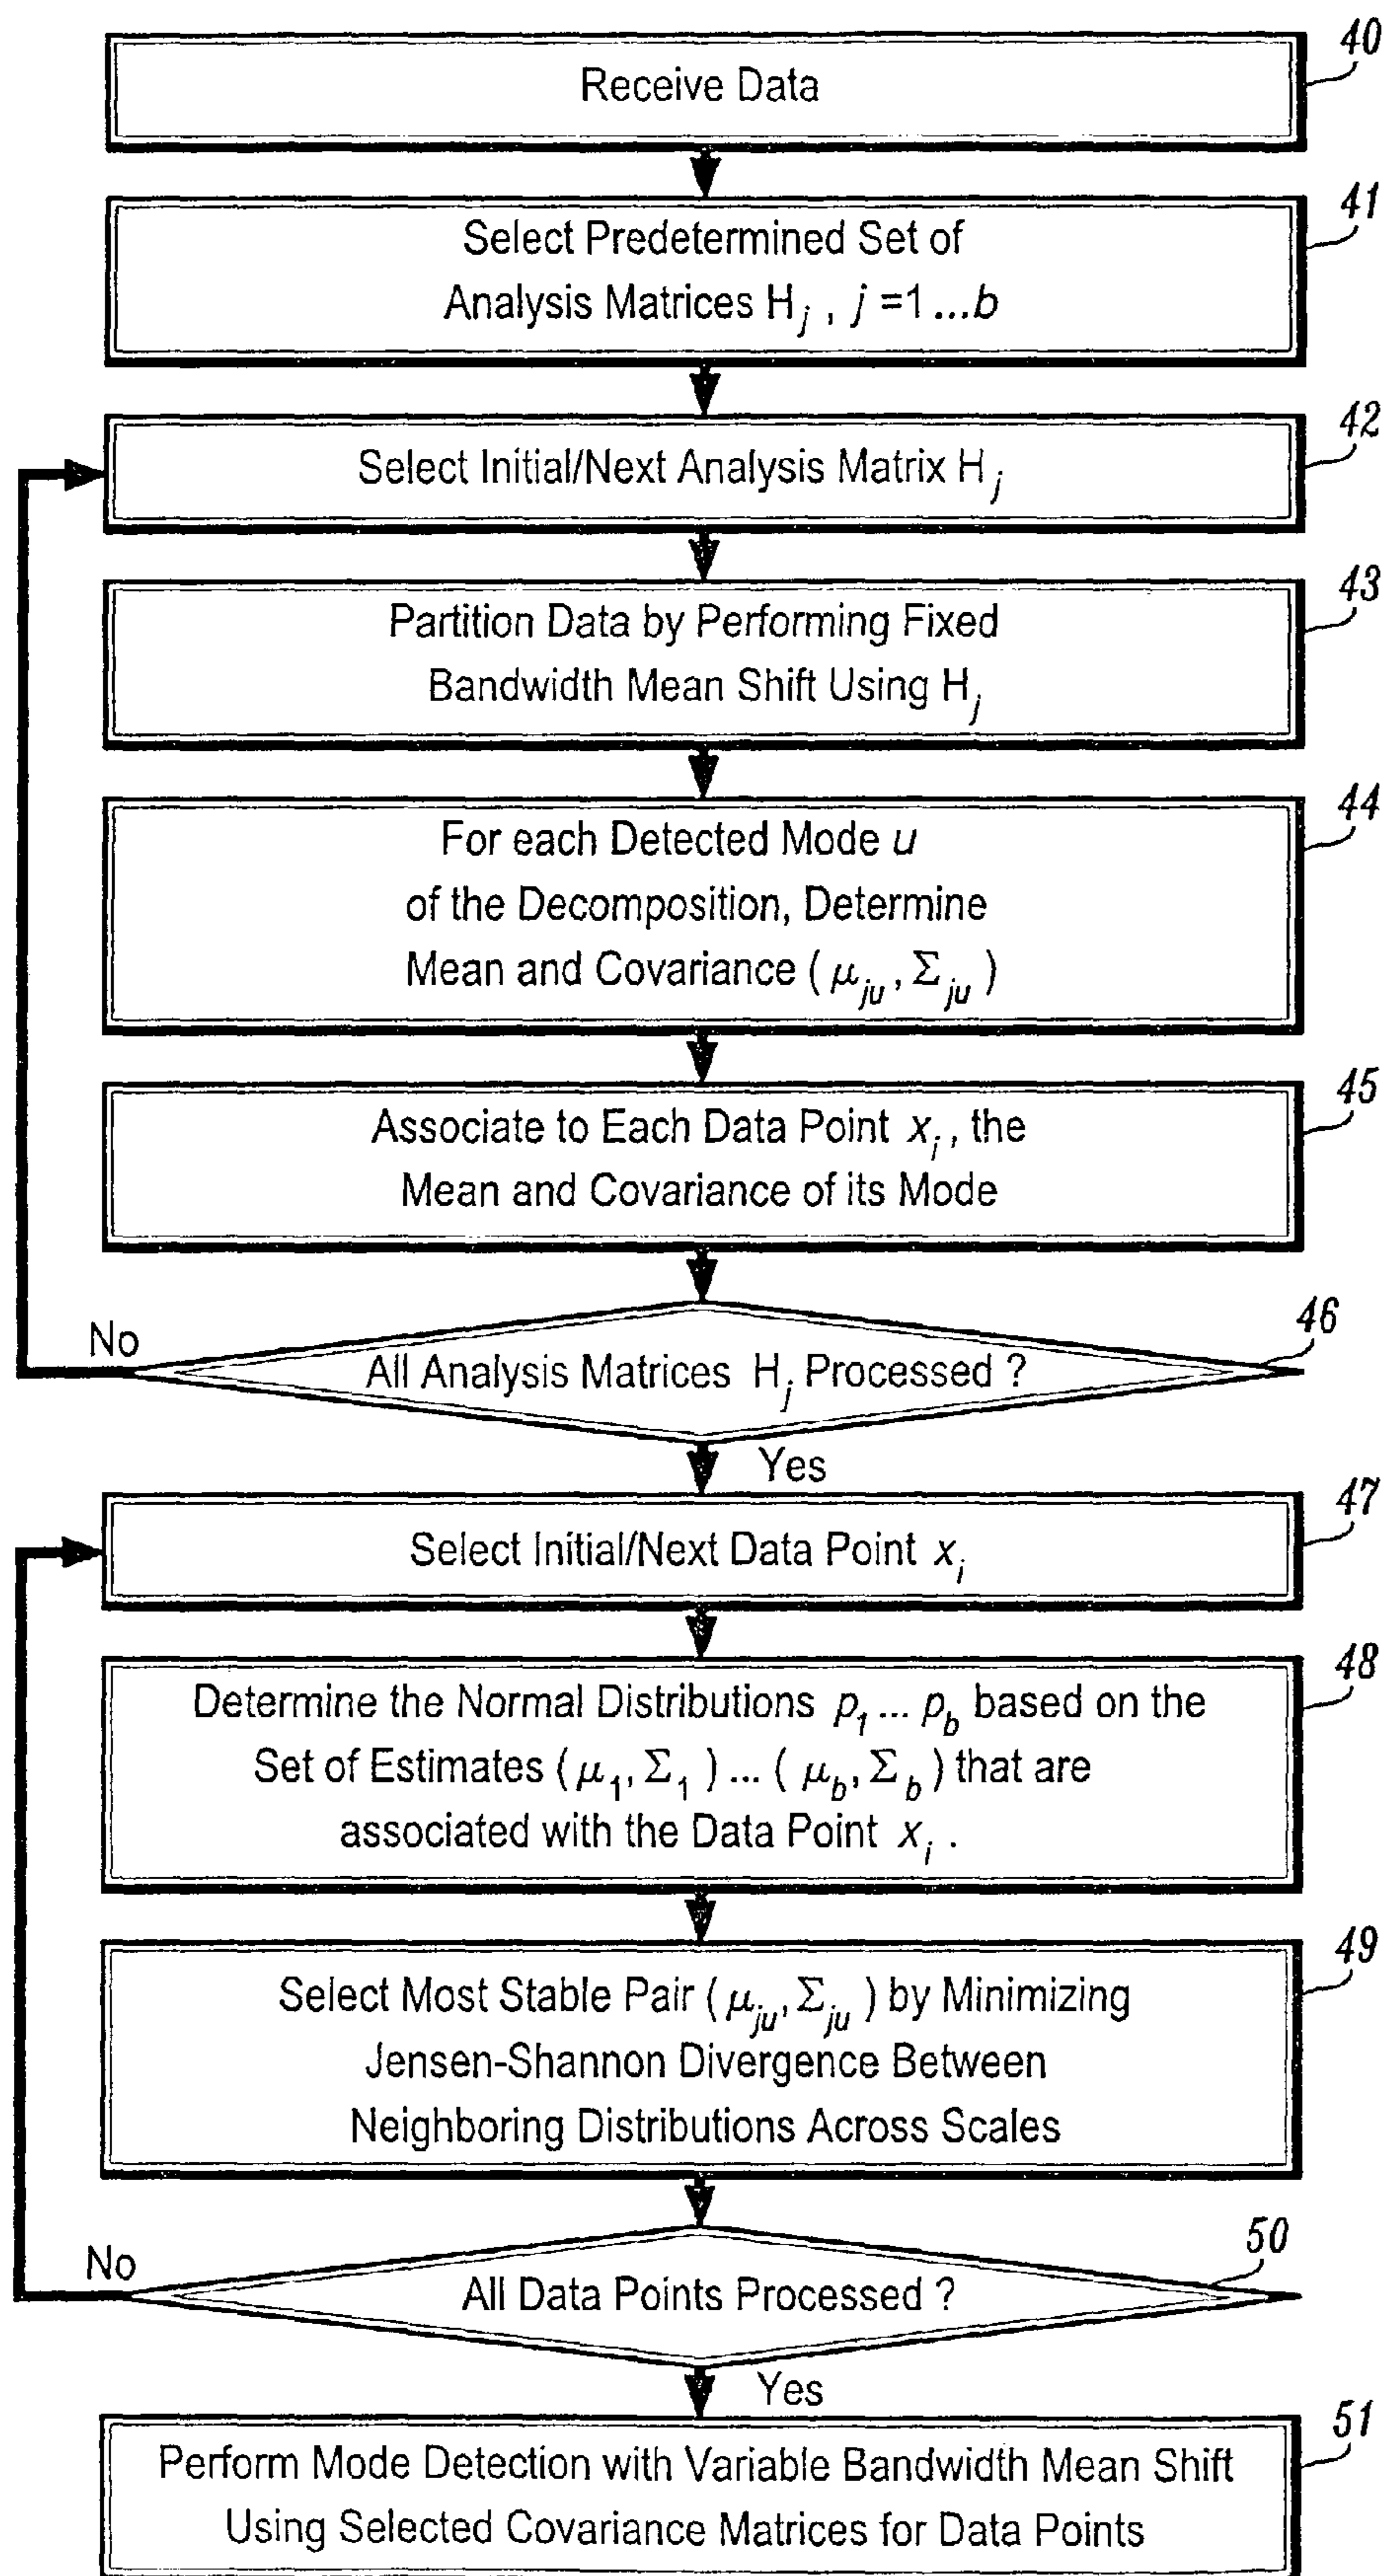 40
Receive Data
41
Select Predetermined Set of
Analysis Matrices H_j , j =1 ...b
42
Select Initial/Next Analysis Matrix H_j
43
Partition Data by Performing Fixed
Bandwidth Mean Shift Using H_j
44
For each Detected Mode u
of the Decomposition, Determine
Mean and Covariance ( μ_ju , Σ_ju )
45
Associate to Each Data Point x_i , the
Mean and Covariance of its Mode
46
No
All Analysis Matrices H_j Processed ?
Yes
47
Select Initial/Next Data Point x_i
48
Determine the Normal Distributions p_1 ... p_b based on the
Set of Estimates ( μ_1, Σ_1 ) ... ( μ_b, Σ_b ) that are
associated with the Data Point x_i .
49
Select Most Stable Pair ( μ_ju, Σ_ju ) by Minimizing
Jensen-Shannon Divergence Between
Neighboring Distributions Across Scales
50
No
All Data Points Processed ?
Yes
51
Perform Mode Detection with Variable Bandwidth Mean Shift
Using Selected Covariance Matrices for Data Points